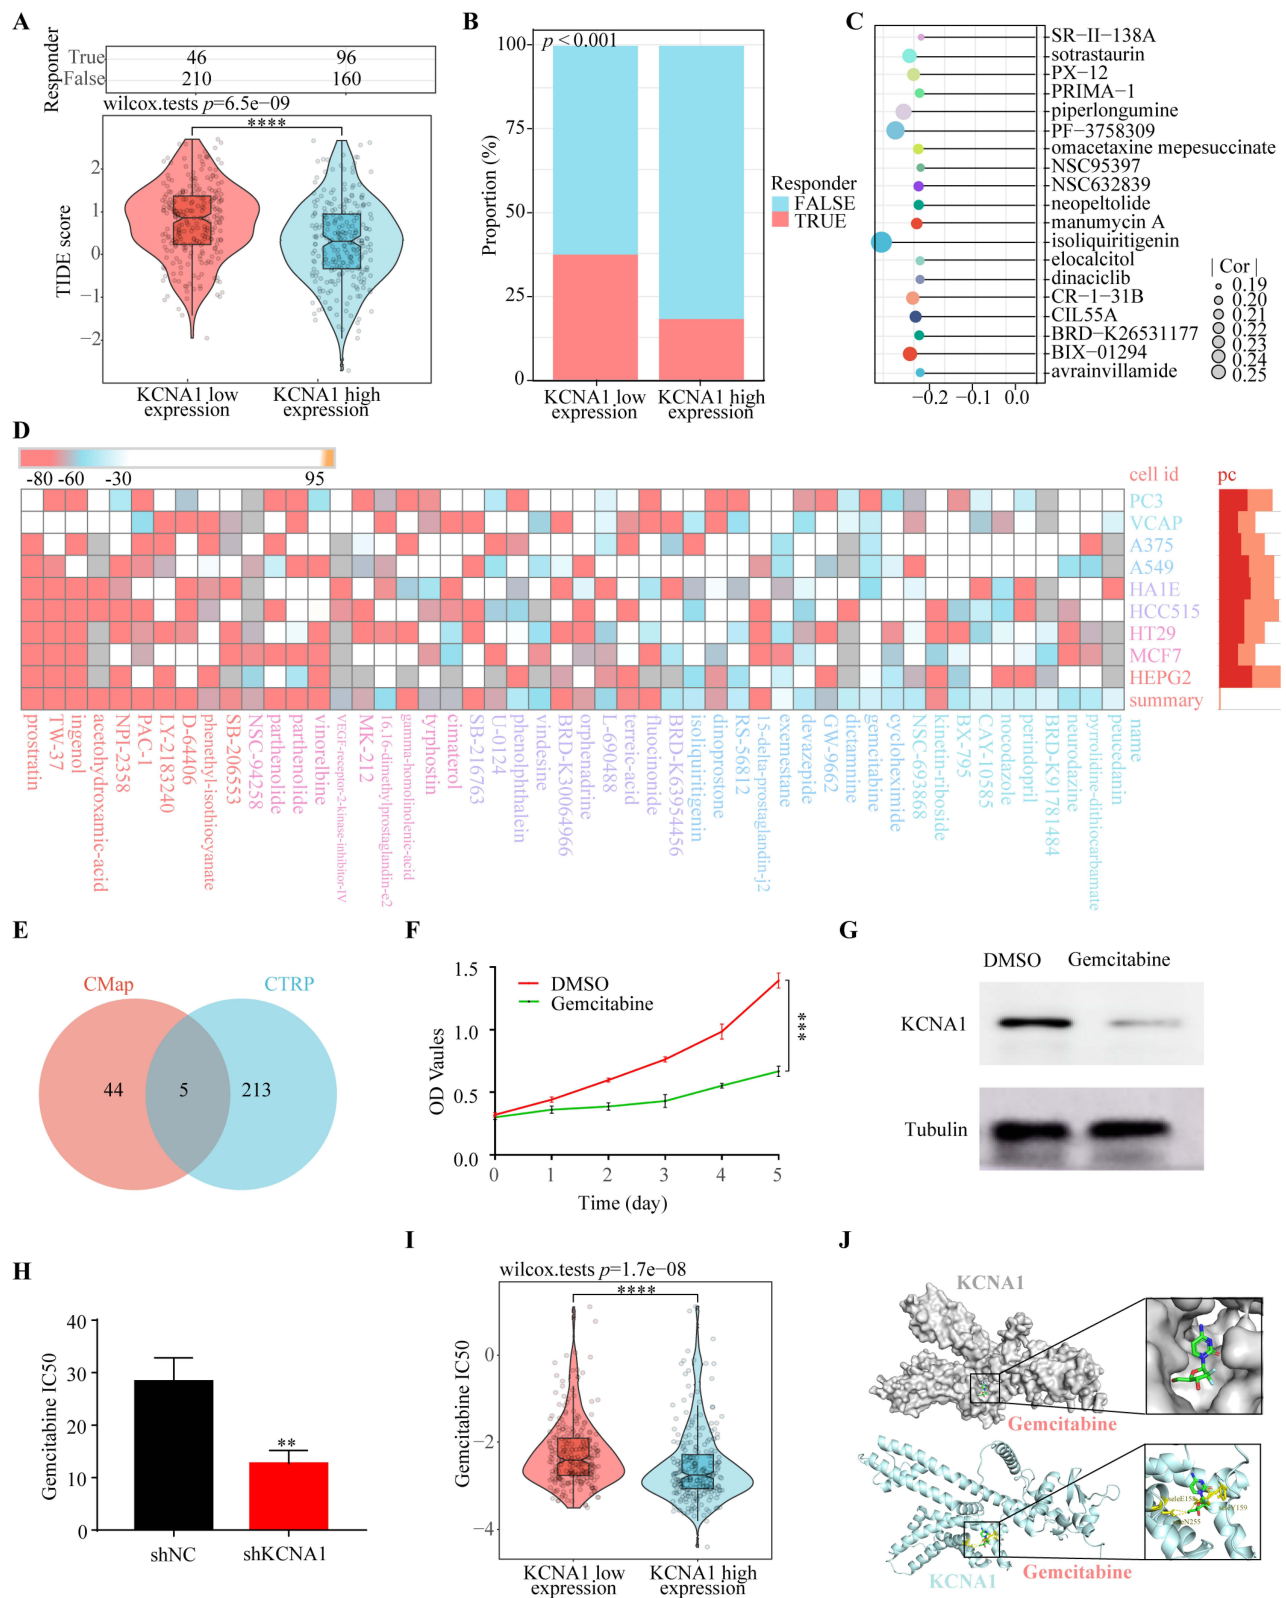 A
Responder
True 46 96
False 210 160
wilcox.tests p=6.5e−09
****
TIDE score
2
1
0
−1
−2
KCNA1 low expression
KCNA1 high expression
B
p < 0.001
Proportion (%)
100
75
50
25
0
KCNA1 low expression
KCNA1 high expression
Responder
FALSE
TRUE
C
SR−II−138A
sotrastaurin
PX−12
PRIMA−1
piperlongumine
PF−3758309
omacetaxine mepesuccinate
NSC95397
NSC632839
neopeltolide
manumycin A
isoliquiritigenin
elocalcitol
dinaciclib
CR−1−31B
CIL55A
BRD−K26531177
BIX−01294
avrainvillamide
−0.2 −0.1 0.0
| Cor |
0.19
0.20
0.21
0.22
0.23
0.24
0.25
D
-80 -60 -30 95
cell id pc
PC3
VCAP
A375
A549
HA1E
HCC515
HT29
MCF7
HEPG2
summary
prostratin
TW-37
ingenol
acetohydroxamic-acid
NPI-2358
PAC-1
LY-2183240
D-64406
phenethyl-isothiocyanate
SB-206553
NSC-94258
parthenolide
parthenolide
vinorelbine
VEGF-receptor-2-kinase-inhibitor-IV
MK-212
16,16-dimethylprostaglandin-e2
gamma-homolinolenic-acid
tyrphostin
cimaterol
SB-216763
U-0124
phenolphthalein
vindesine
BRD-K30064966
orphenadrine
L-690488
terreic-acid
fluocinonide
BRD-K63954456
isoliquiritigenin
dinoprostone
RS-56812
15-delta-prostaglandin-j2
exemestane
devazepide
GW-9662
dictamnine
gemcitabine
cycloheximide
NSC-693868
kinetin-riboside
BX-795
CAY-10585
nocodazole
perindopril
BRD-K91781484
neurodazine
pyrrolidine-dithiocarbamate
peucedanin
name
E
CMap CTRP
44 5 213
F
OD Vaules
1.5
1.0
0.5
0.0
DMSO
Gemcitabine
***
0 1 2 3 4 5
Time (day)
G
DMSO Gemcitabine
KCNA1
Tubulin
H
Gemcitabine IC50
40
30
20
10
0
**
shNC shKCNA1
I
wilcox.tests p=1.7e−08
****
Gemcitabine IC50
0
−2
−4
KCNA1 low expression
KCNA1 high expression
J
KCNA1
Gemcitabine
KCNA1
Gemcitabine
N255